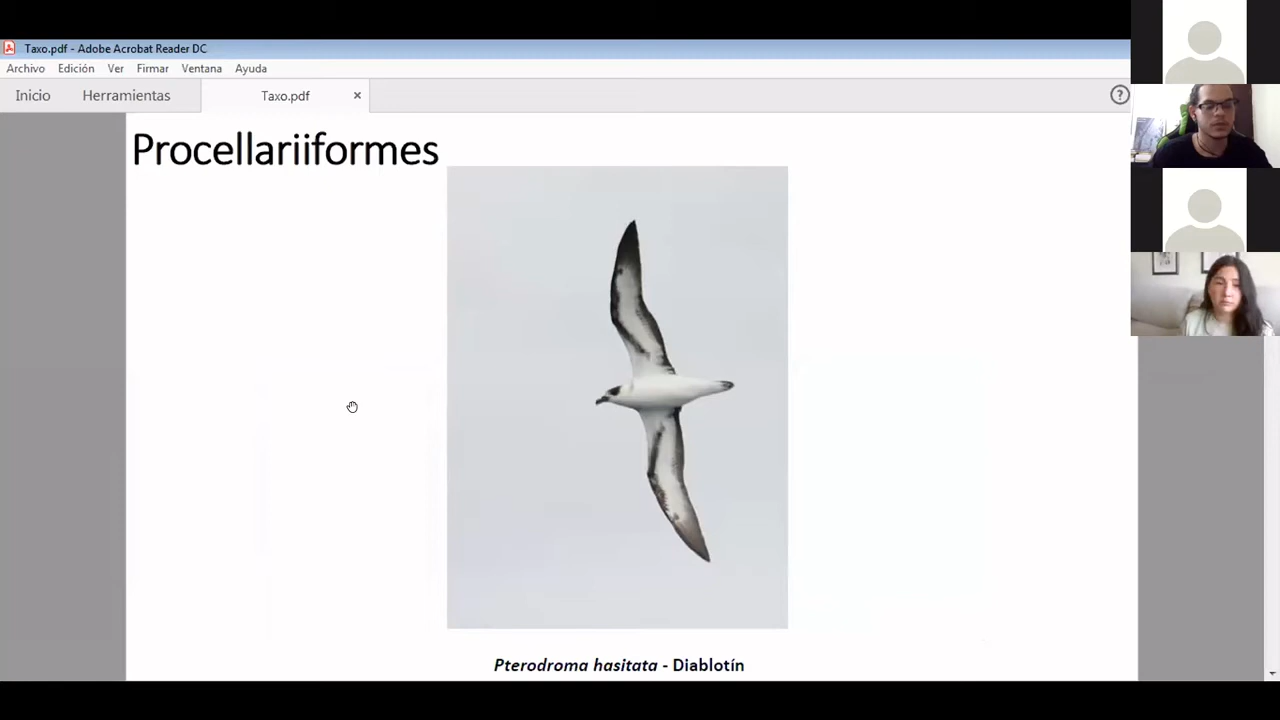 Taxo.pdf - Adobe Acrobat Reader DC
Archivo Edición Ver Firmar Ventana Ayuda
Inicio Herramientas Taxo.pdf × ?
Procellariiformes
Pterodroma hasitata - Diablotín